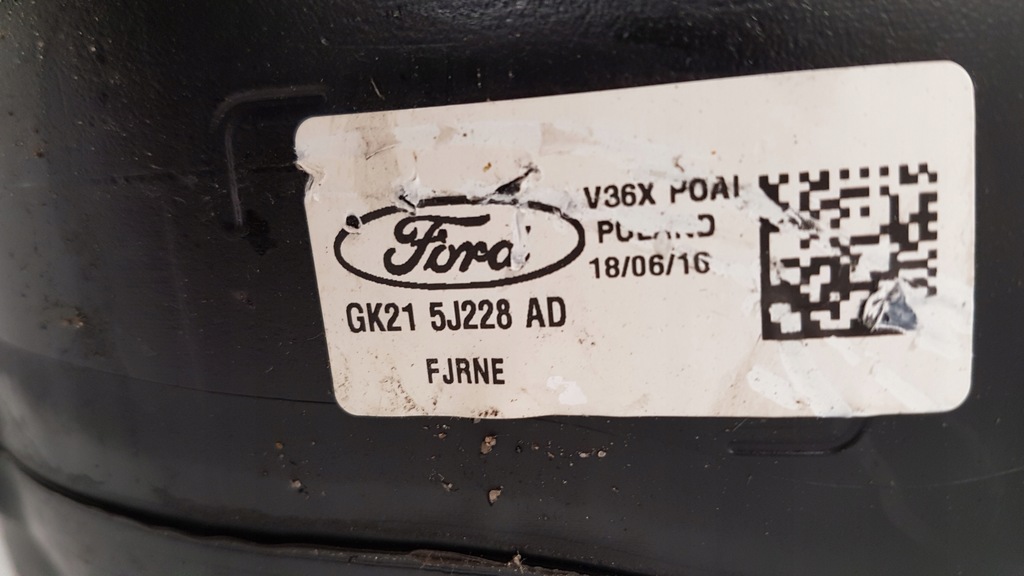 Ford
V36X POAI
POLAND
18/06/16
GK21 5J228 AD
FJRNE